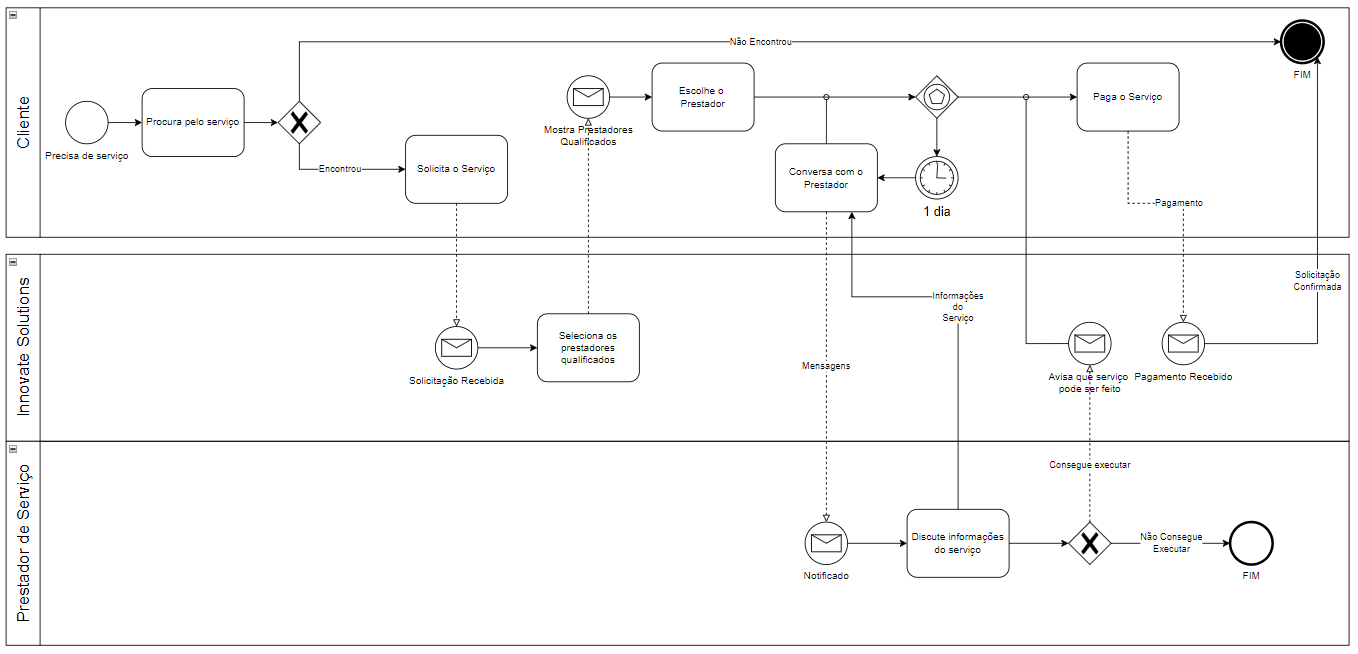 Cliente
Precisa de serviço
Procura pelo serviço
Não Encontrou
Encontrou
Solicita o Serviço
Mostra Prestadores
Qualificados
Escolhe o
Prestador
Conversa com o
Prestador
1 dia
Paga o Serviço
Pagamento
FIM
Innovate Solutions
Solicitação Recebida
Seleciona os
prestadores
qualificados
Mensagens
Informações
do
Serviço
Avisa que serviço
pode ser feito
Pagamento Recebido
Solicitação
Confirmada
Prestador de Serviço
Notificado
Discute informações
do serviço
Consegue executar
Não Consegue
Executar
FIM